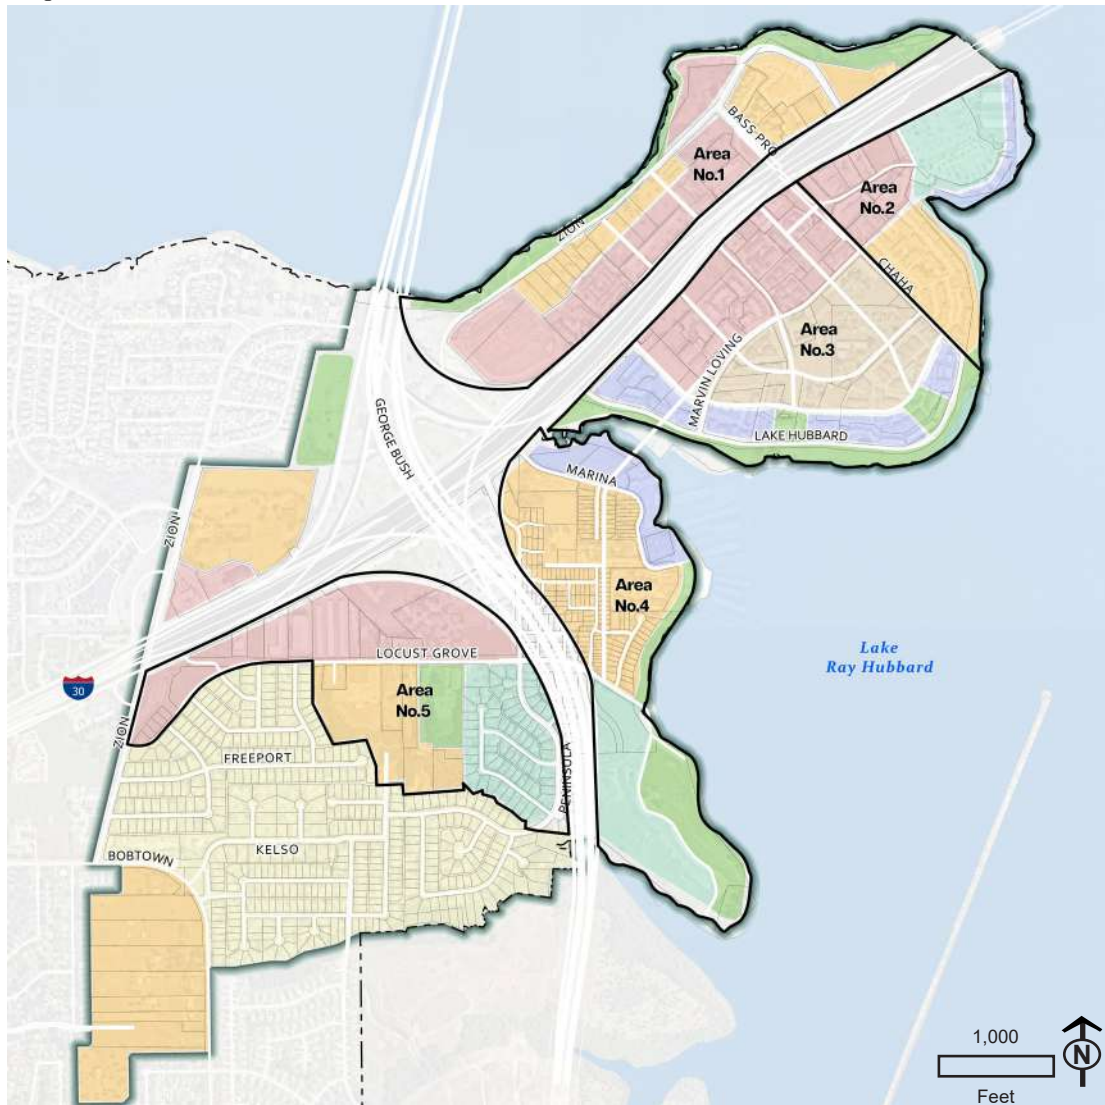 BASS PRO
Area
No.1
Area
No.2
ZION
CHAHA
Area
No.3
MARVIN LOVING
GEORGE BUSH
LAKE HUBBARD
MARINA
ZION
Area
No.4
LOCUST GROVE
Lake
Ray Hubbard
30
Area
No.5
ZION
FREEPORT
PENINSULA
KELSO
BOBTOWN
1,000
N
Feet